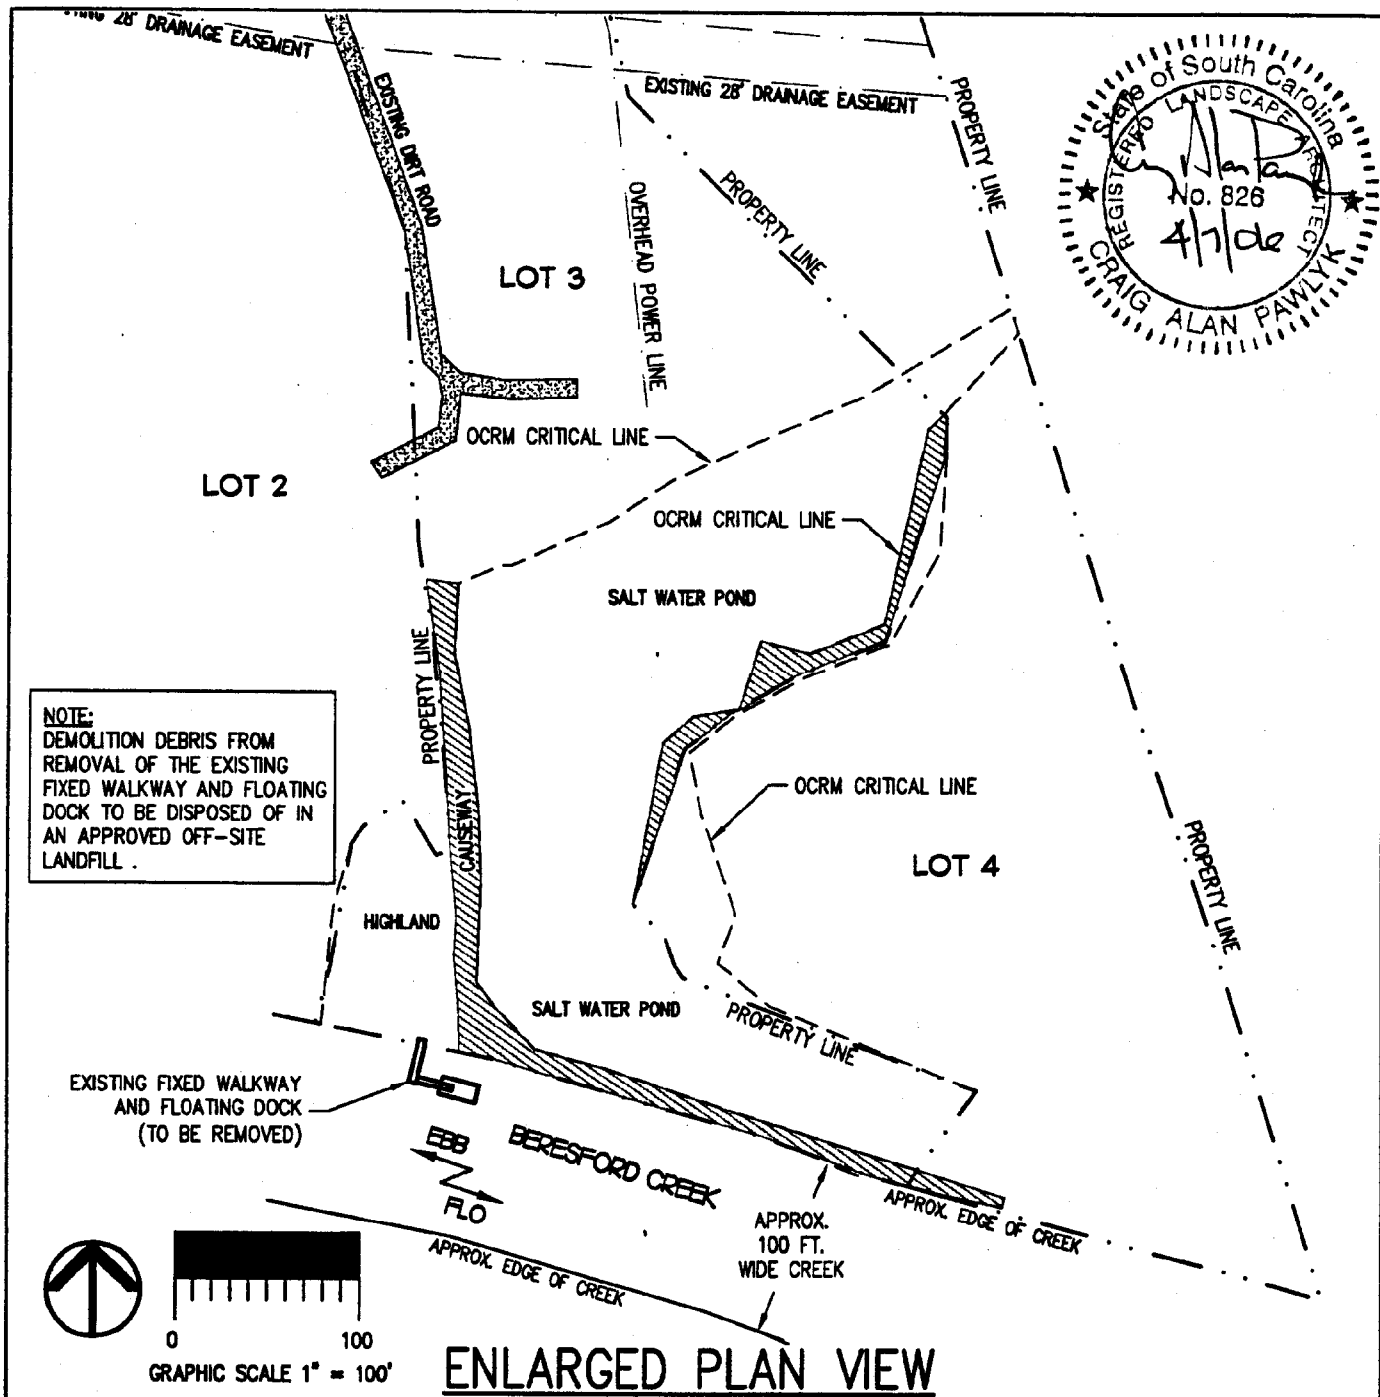 28' DRAINAGE EASEMENT
EXISTING 28' DRAINAGE EASEMENT
EXISTING DIRT ROAD
OVERHEAD POWER LINE
PROPERTY LINE
PROPERTY LINE
State of South Carolina
REGISTERED LANDSCAPE ARCHITECT
No. 826
CRAIG ALAN PAWLYK
LOT 3
OCRM CRITICAL LINE
LOT 2
OCRM CRITICAL LINE
SALT WATER POND
PROPERTY LINE
NOTE:
DEMOLITION DEBRIS FROM
REMOVAL OF THE EXISTING
FIXED WALKWAY AND FLOATING
DOCK TO BE DISPOSED OF IN
AN APPROVED OFF-SITE
LANDFILL .
CAUSEWAY
OCRM CRITICAL LINE
LOT 4
PROPERTY LINE
HIGHLAND
SALT WATER POND
PROPERTY LINE
EXISTING FIXED WALKWAY
AND FLOATING DOCK
(TO BE REMOVED)
EBB
FLO
BERESFORD CREEK
APPROX. EDGE OF CREEK
APPROX.
100 FT.
WIDE CREEK
APPROX. EDGE OF CREEK
0 100
GRAPHIC SCALE 1" = 100'
ENLARGED PLAN VIEW